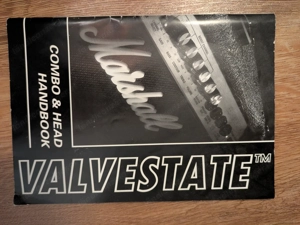 COMBO & HEAD
HANDBOOK
Marshall
VALVESTATE™